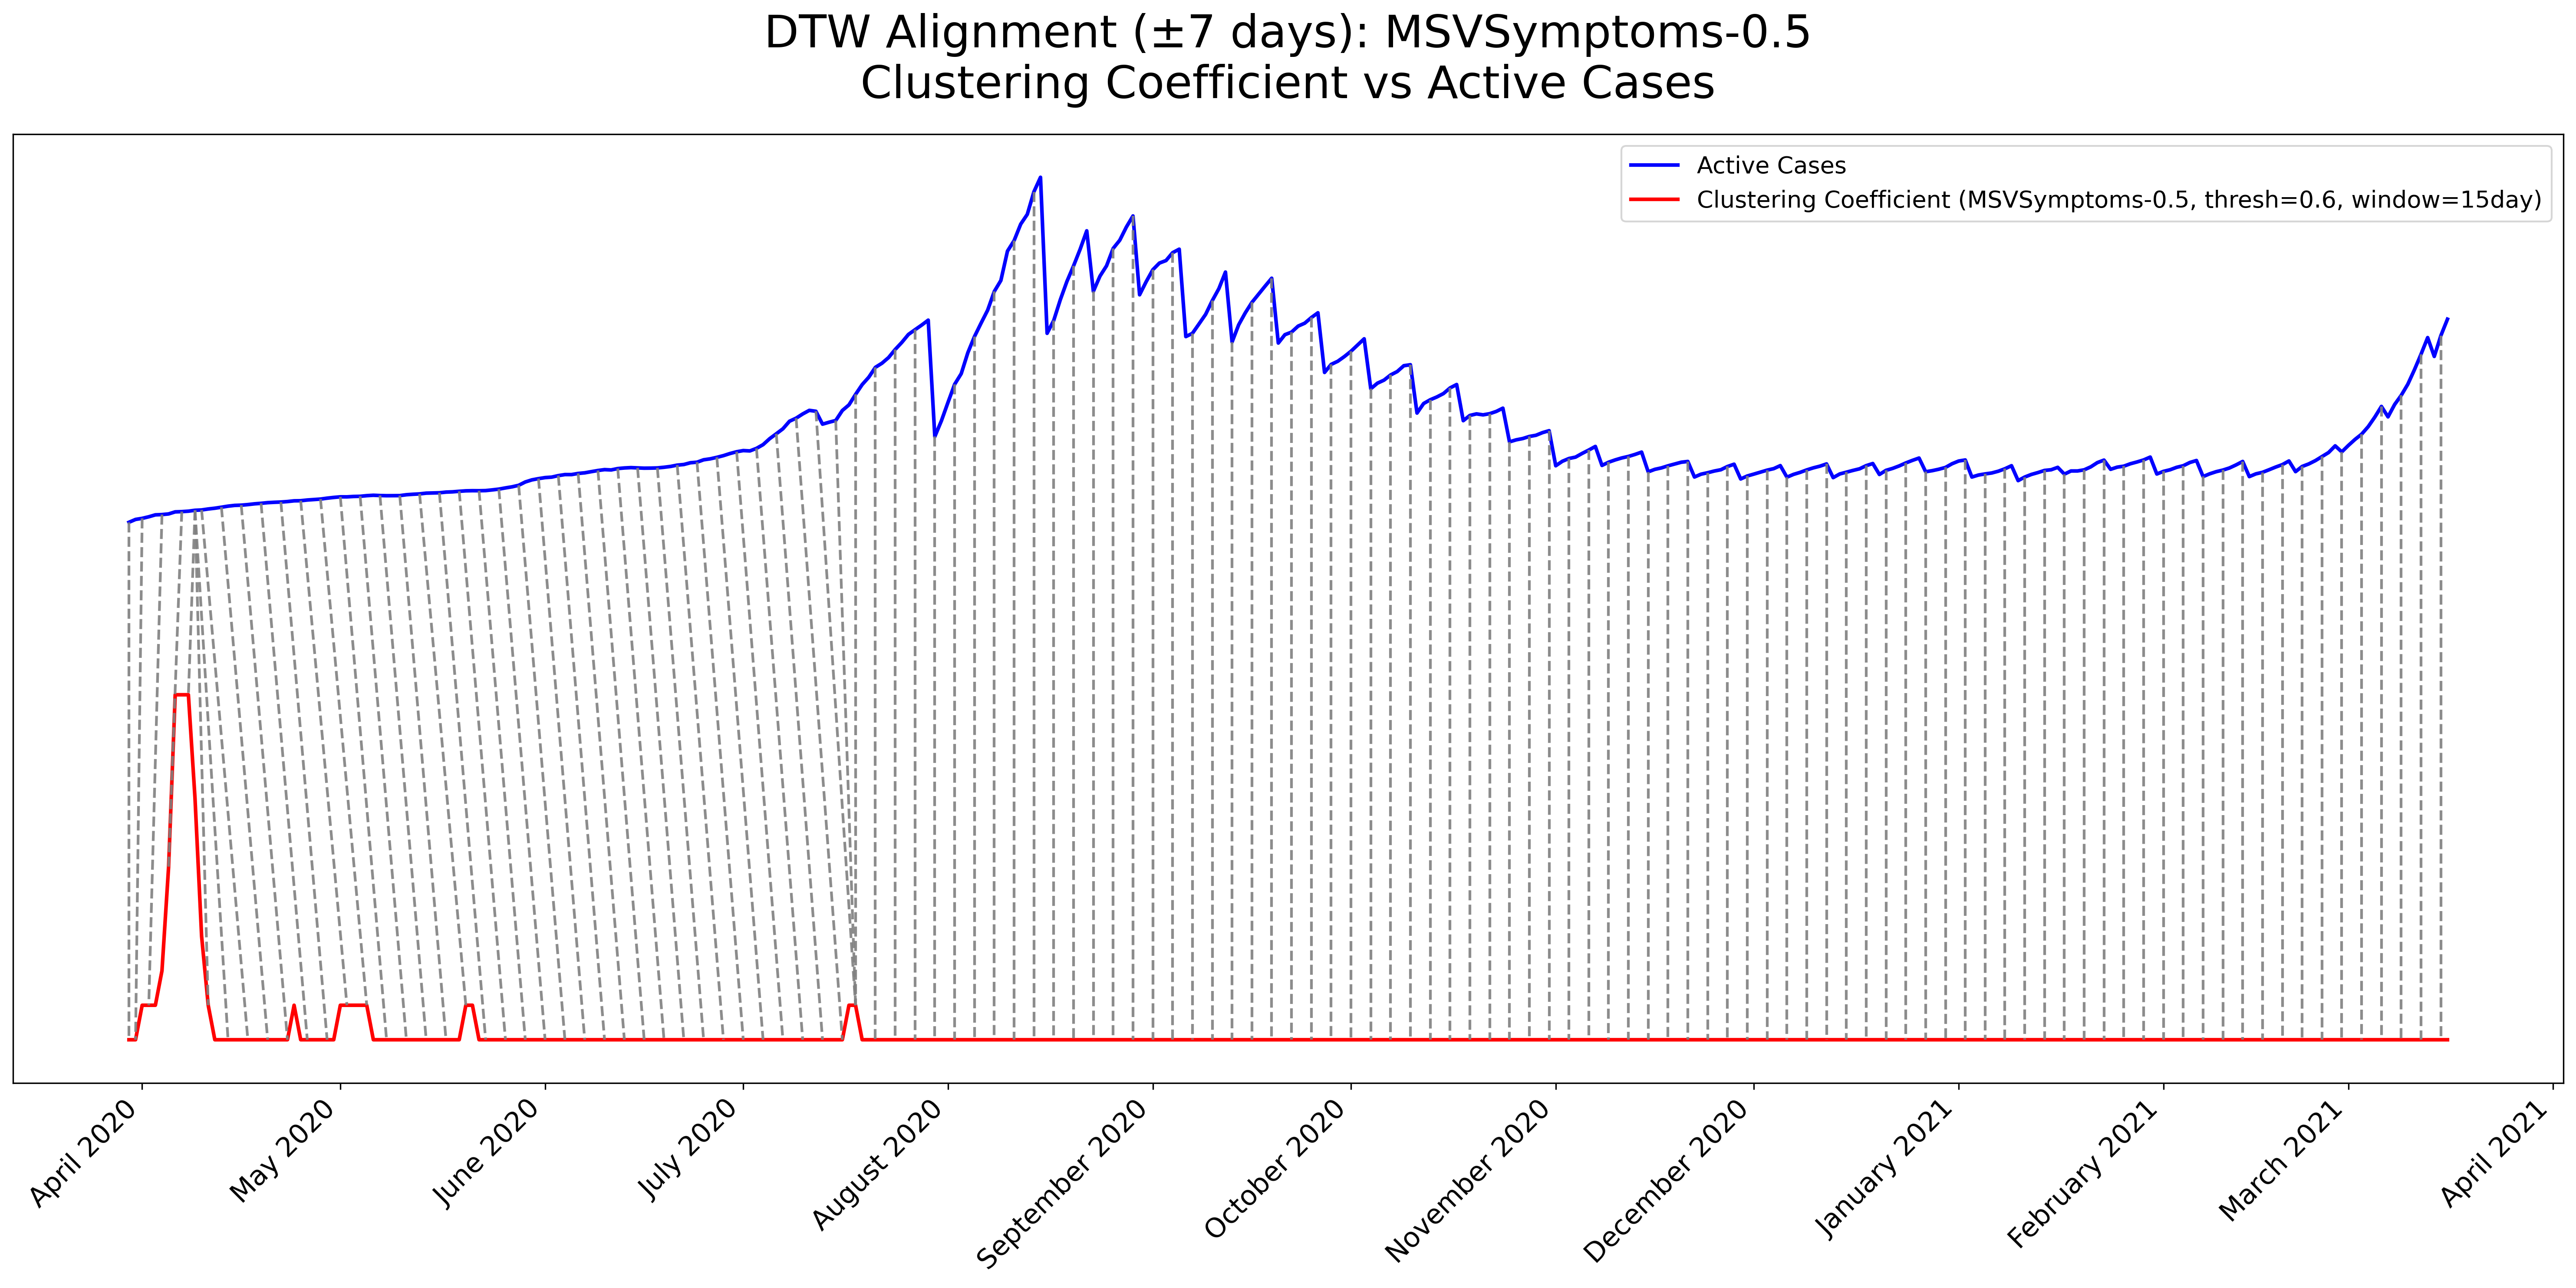 DTW Alignment (±7 days): MSVSymptoms-0.5
Clustering Coefficient vs Active Cases
Active Cases
Clustering Coefficient (MSVSymptoms-0.5, thresh=0.6, window=15day)
April 2020
May 2020
June 2020
July 2020
August 2020
September 2020
October 2020
November 2020
December 2020
January 2021
February 2021
March 2021
April 2021